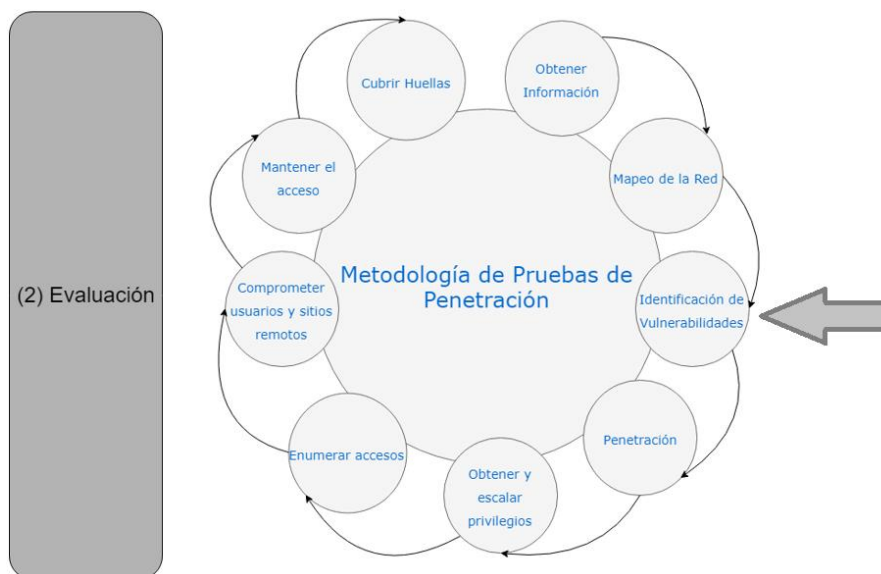 (2) Evaluación
Metodología de Pruebas de
Penetración
Obtener
Información
Mapeo de la Red
Identificación de
Vulnerabilidades
Penetración
Obtener y
escalar
privilegios
Enumerar accesos
Comprometer
usuarios y sitios
remotos
Mantener el
acceso
Cubrir Huellas